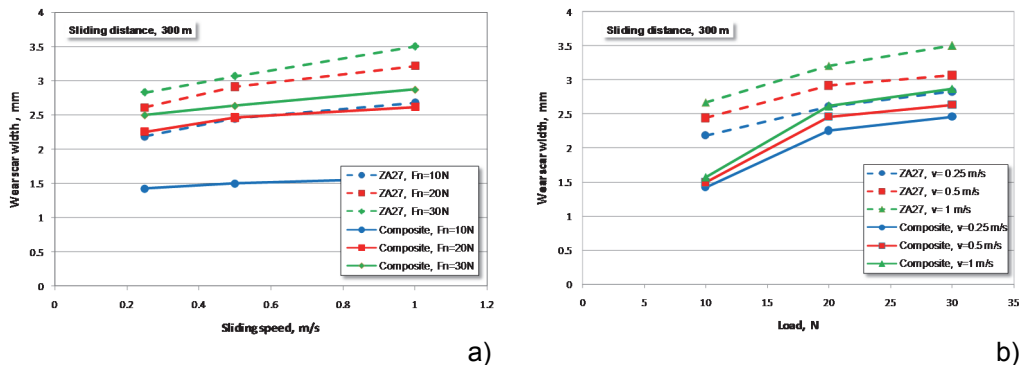 Sliding distance, 300 m
Wear scar width, mm
4
3.5
3
2.5
2
1.5
1
0.5
0
0
0.2
0.4
0.6
0.8
1
1.2
Sliding speed, m/s
ZA27, Fn=10N
ZA27, Fn=20N
ZA27, Fn=30N
Composite, Fn=10N
Composite, Fn=20N
Composite, Fn=30N
a)
Sliding distance, 300 m
Wear scar width, mm
4
3.5
3
2.5
2
1.5
1
0.5
0
0
5
10
15
20
25
30
35
Load, N
ZA27, v= 0.25 m/s
ZA27, v= 0.5 m/s
ZA27, v= 1 m/s
Composite, v=0.25 m/s
Composite, v=0.5 m/s
Composite, v=1 m/s
b)